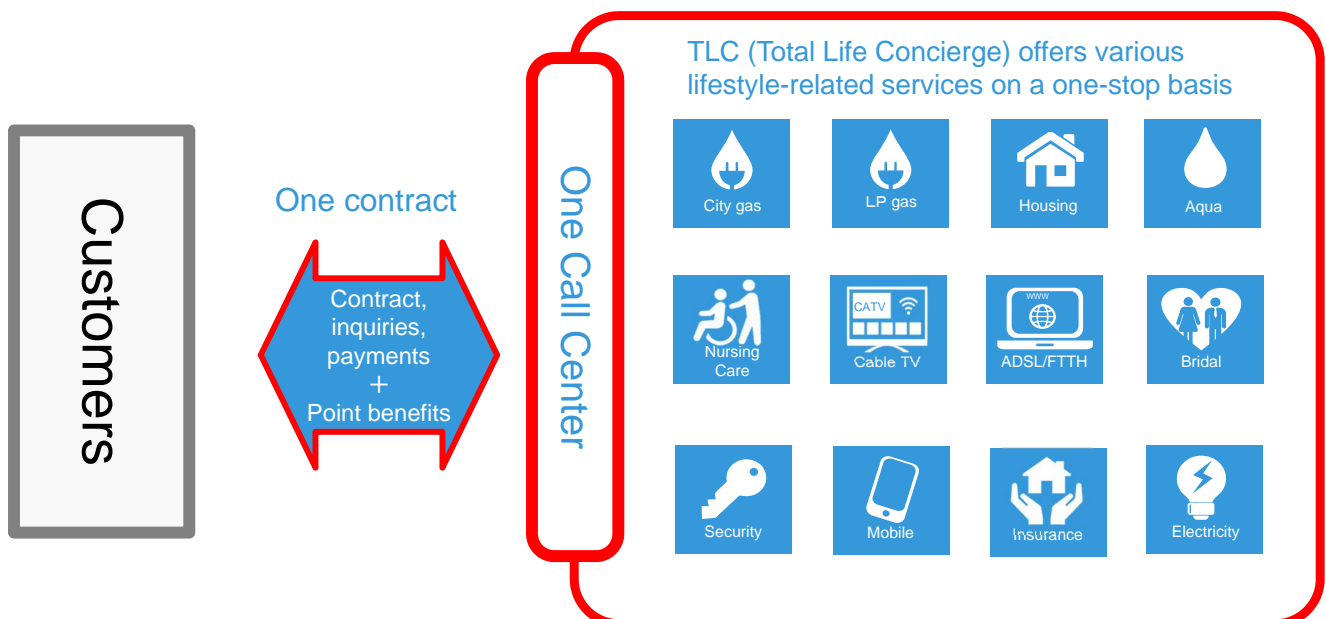 TLC (Total Life Concierge) offers various
lifestyle-related services on a one-stop basis
Customers
One contract
Contract,
inquiries,
payments
+
Point benefits
One Call Center
City gas
LP gas
Housing
Aqua
Nursing
Care
CATV
Cable TV
WWW
ADSL/FTTH
Bridal
Security
Mobile
Insurance
Electricity